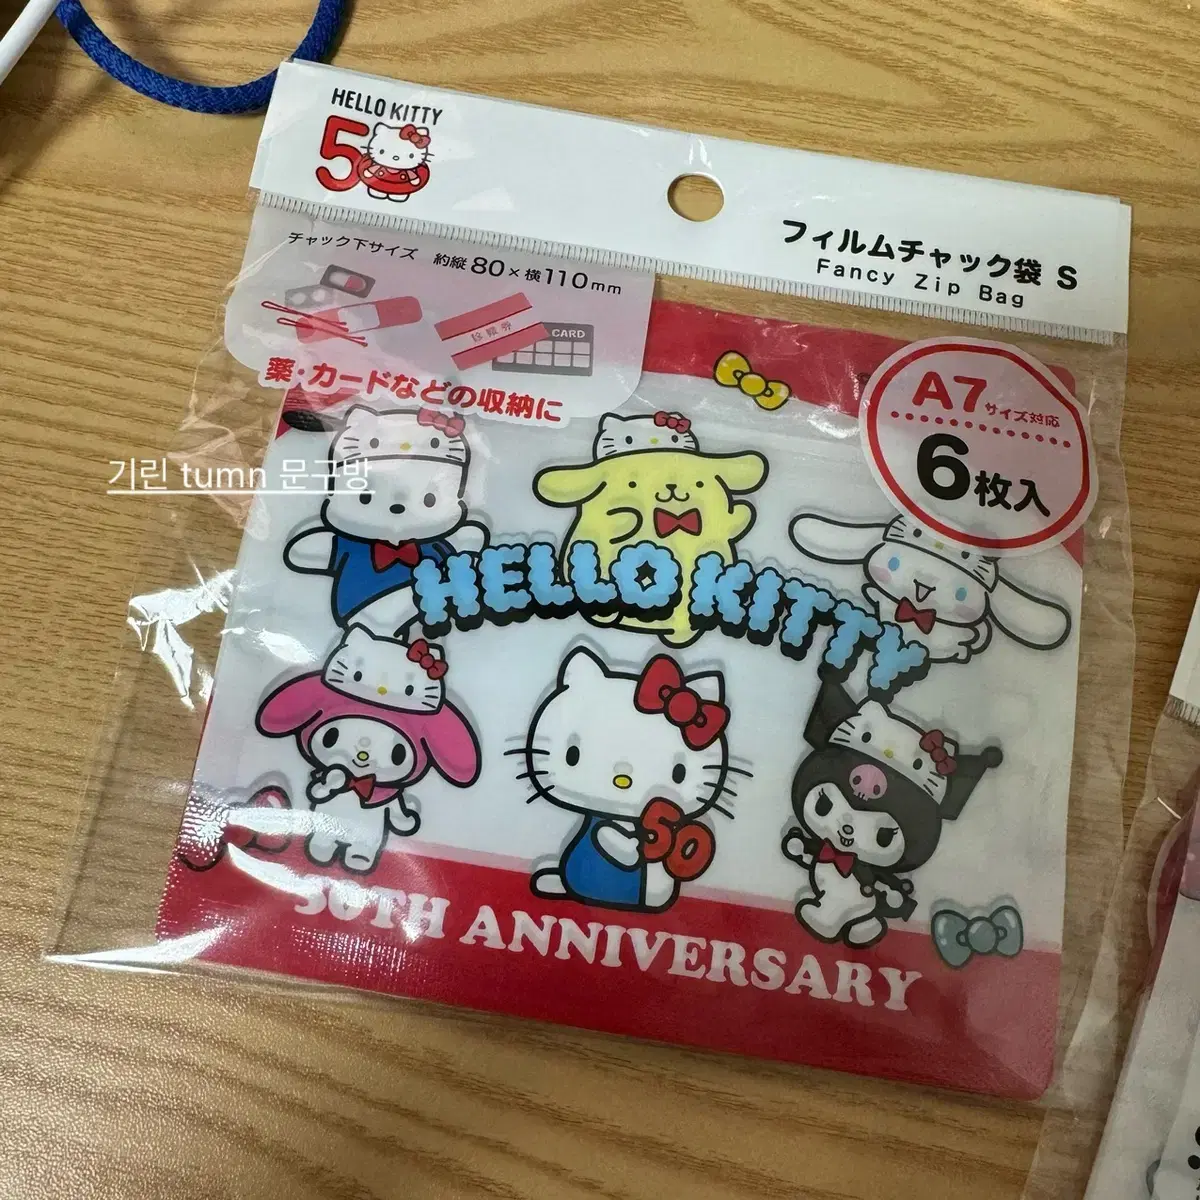 HELLO KITTY
50
フィルムチャック袋 S
Fancy Zip Bag
チャック下サイズ 約縦80×横110mm
CARD
薬・カードなどの収納に
A7サイズ対応
6枚入
기린 tumn 문구방
HELLO KITTY
50
50TH ANNIVERSARY